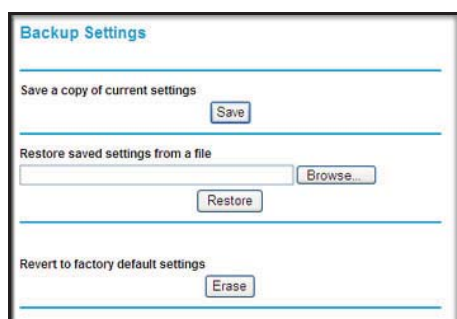 Backup Settings
Save a copy of current settings
Save
Restore saved settings from a file
Browse...
Restore
Revert to factory default settings
Erase